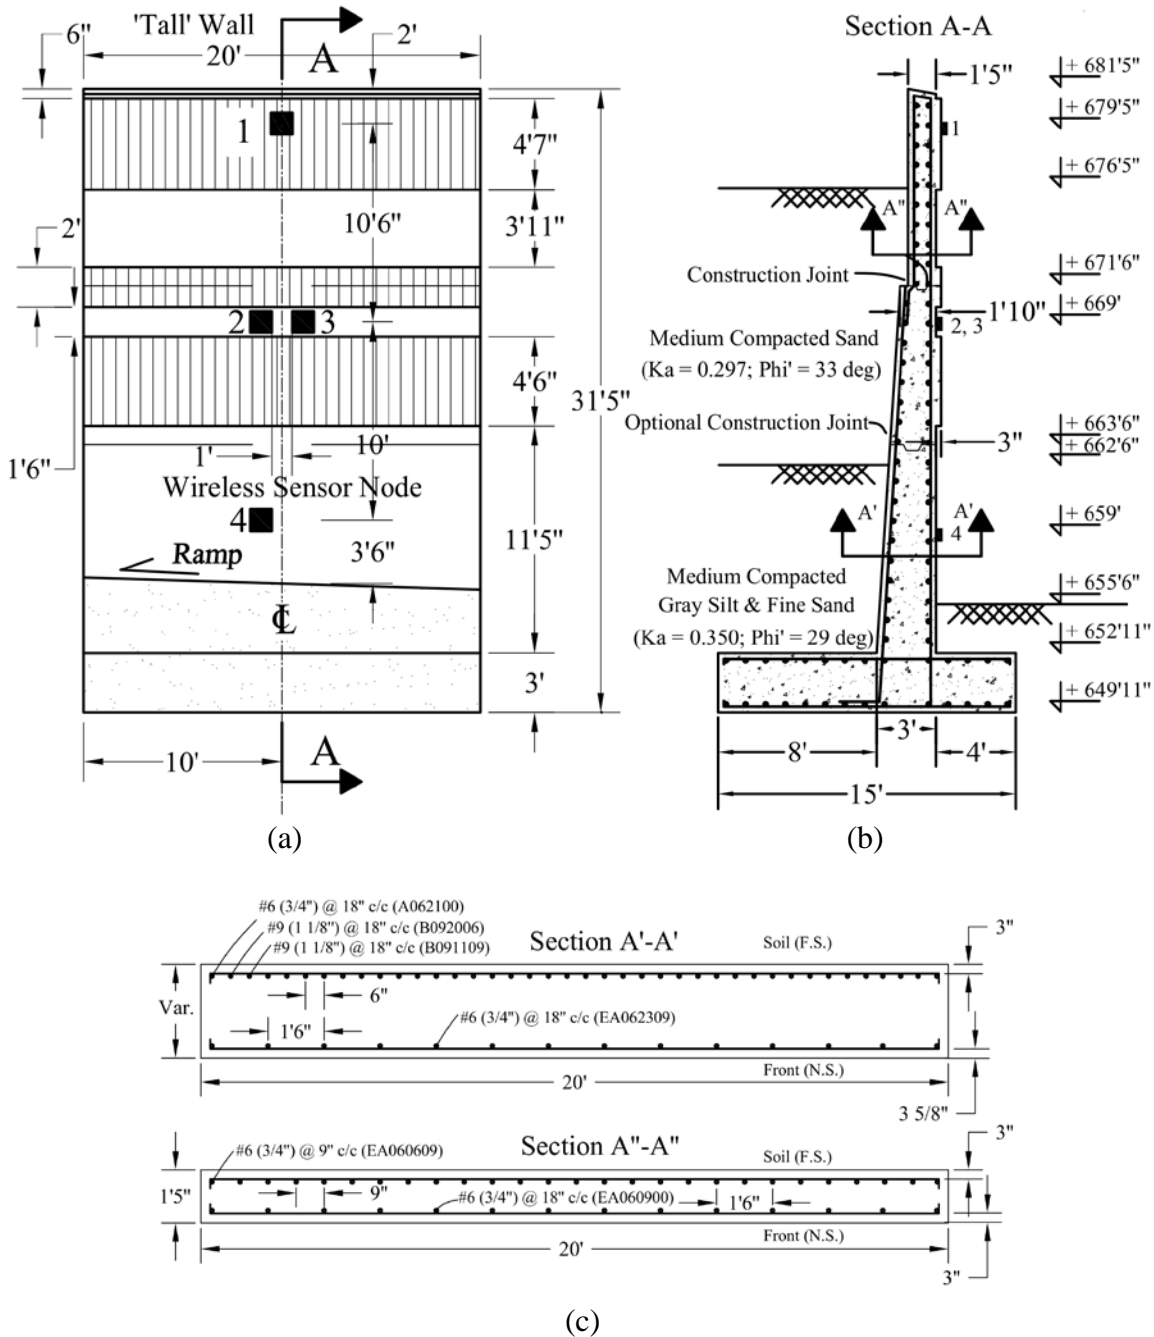 'Tall' Wall
6"
20'
2'
A
1
4'7"
10'6"
3'11"
2'
2
3
4'6"
31'5"
1'6"
1'
10'
Wireless Sensor Node
4
11'5"
3'6"
Ramp
℄
3'
10'
A
(a)
Section A-A
1'5"
+ 681'5"
+ 679'5"
1
+ 676'5"
A"
A"
Construction Joint
+ 671'6"
+ 669'
1'10"
2, 3
Medium Compacted Sand
(Ka = 0.297; Phi' = 33 deg)
Optional Construction Joint
+ 663'6"
3"
+ 662'6"
A'
A'
4
+ 659'
Medium Compacted
Gray Silt & Fine Sand
(Ka = 0.350; Phi' = 29 deg)
+ 655'6"
+ 652'11"
+ 649'11"
8'
3'
4'
15'
(b)
#6 (3/4") @ 18" c/c (A062100)
#9 (1 1/8") @ 18" c/c (B092006)
#9 (1 1/8") @ 18" c/c (B091109)
Section A'-A'
Soil (F.S.)
3"
Var.
6"
1'6"
#6 (3/4") @ 18" c/c (EA062309)
20'
Front (N.S.)
3 5/8"
#6 (3/4") @ 9" c/c (EA060609)
Section A"-A"
Soil (F.S.)
3"
1'5"
9"
#6 (3/4") @ 18" c/c (EA060900)
1'6"
20'
Front (N.S.)
3"
(c)